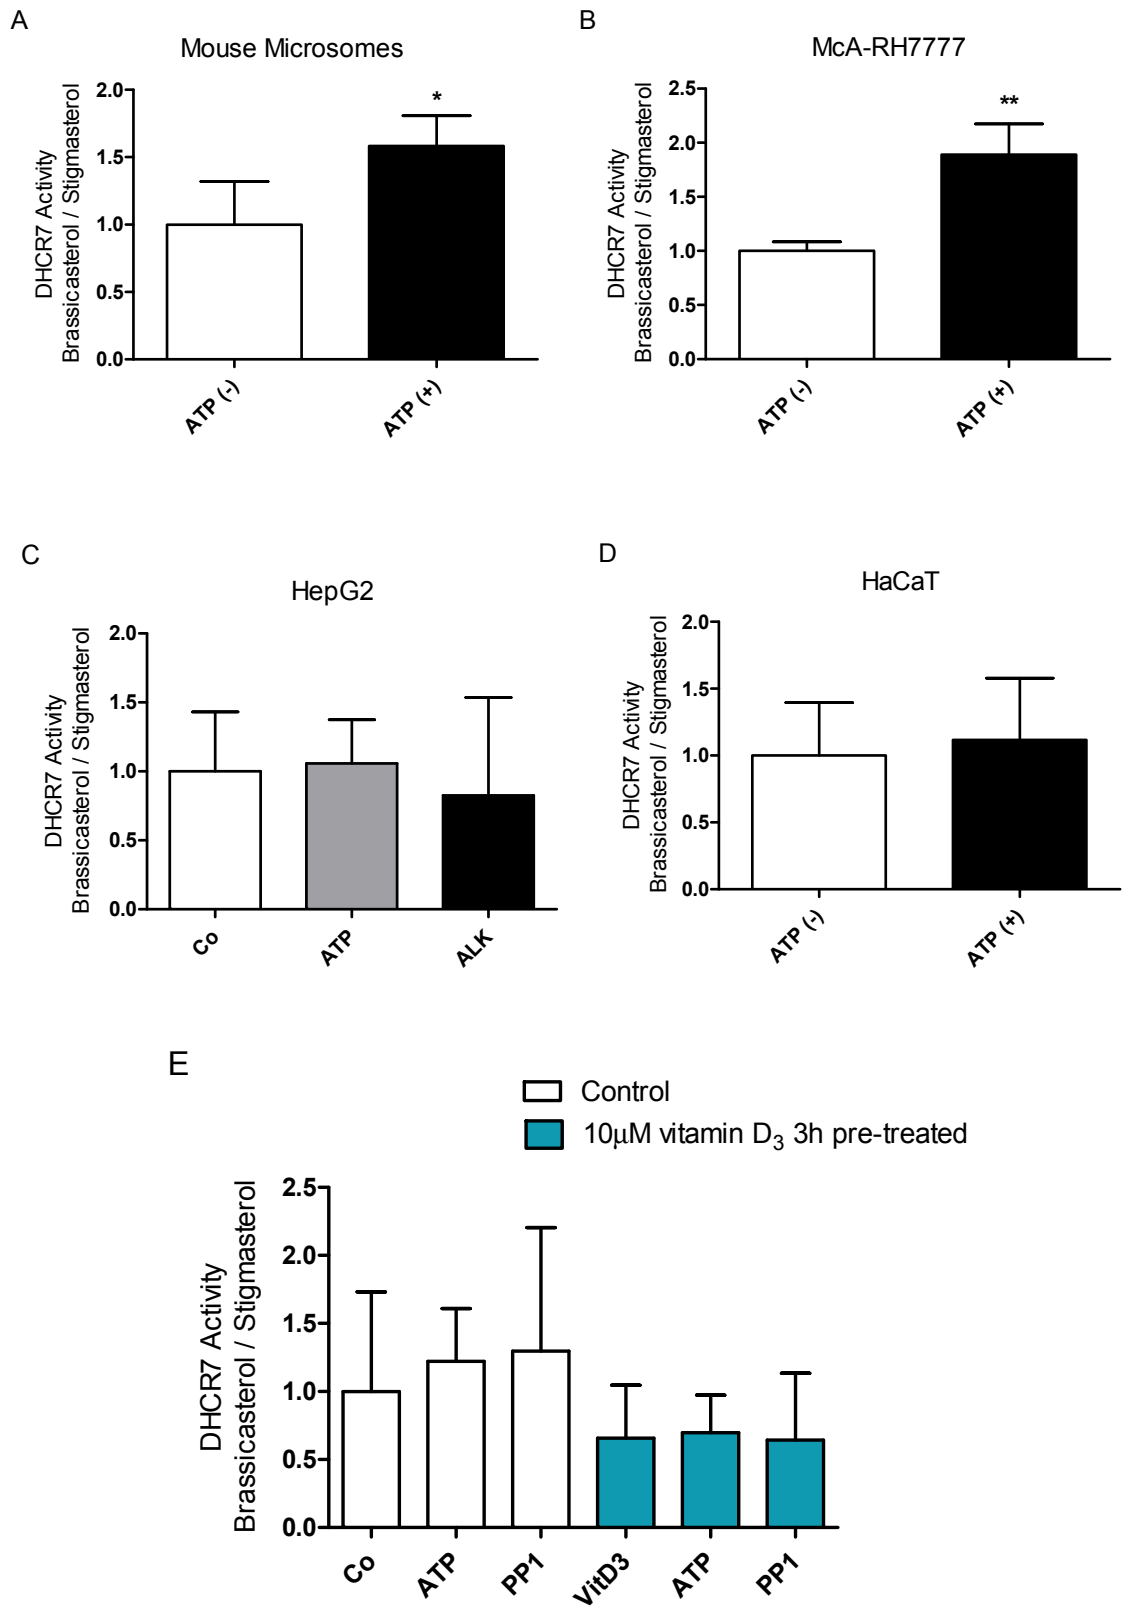 A
Mouse Microsomes
DHCR7 Activity
Brassicasterol / Stigmasterol
2.0
1.5
1.0
0.5
0.0
*
ATP (-)
ATP (+)
B
McA-RH7777
DHCR7 Activity
Brassicasterol / Stigmasterol
2.5
2.0
1.5
1.0
0.5
0.0
**
ATP (-)
ATP (+)
C
HepG2
DHCR7 Activity
Brassicasterol / Stigmasterol
2.0
1.5
1.0
0.5
0.0
Co
ATP
ALK
D
HaCaT
DHCR7 Activity
Brassicasterol / Stigmasterol
2.0
1.5
1.0
0.5
0.0
ATP (-)
ATP (+)
E
Control
10μM vitamin D3 3h pre-treated
DHCR7 Activity
Brassicasterol / Stigmasterol
2.5
2.0
1.5
1.0
0.5
0.0
Co
ATP
PP1
VitD3
ATP
PP1